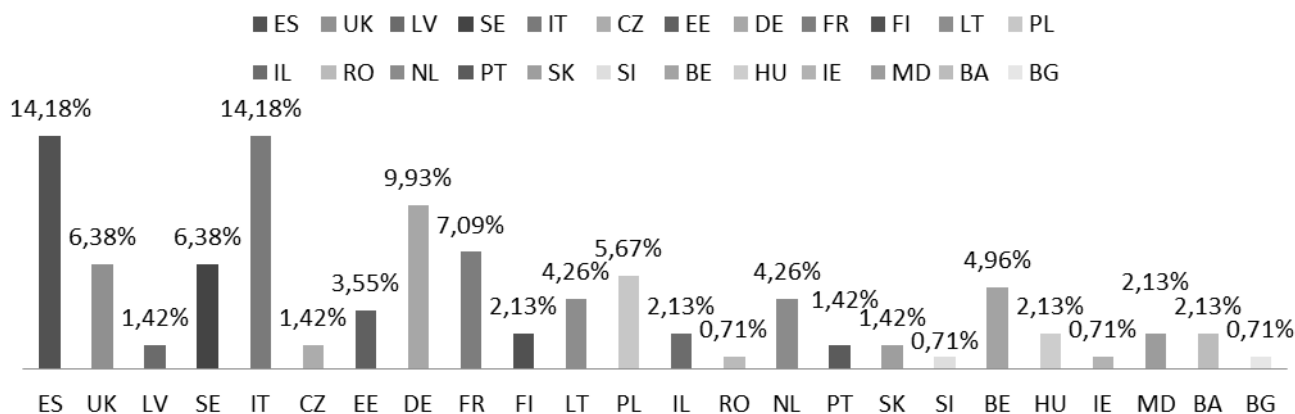 ES UK LV SE IT CZ EE DE FR FI LT PL
IL RO NL PT SK SI BE HU IE MD BA BG
14,18% 14,18%
9,93%
6,38% 6,38% 7,09%
5,67%
3,55% 4,26% 4,26% 4,96%
1,42% 1,42% 2,13% 2,13% 0,71% 1,42% 1,42% 0,71% 2,13% 0,71% 2,13% 2,13% 0,71%
ES UK LV SE IT CZ EE DE FR FI LT PL IL RO NL PT SK SI BE HU IE MD BA BG